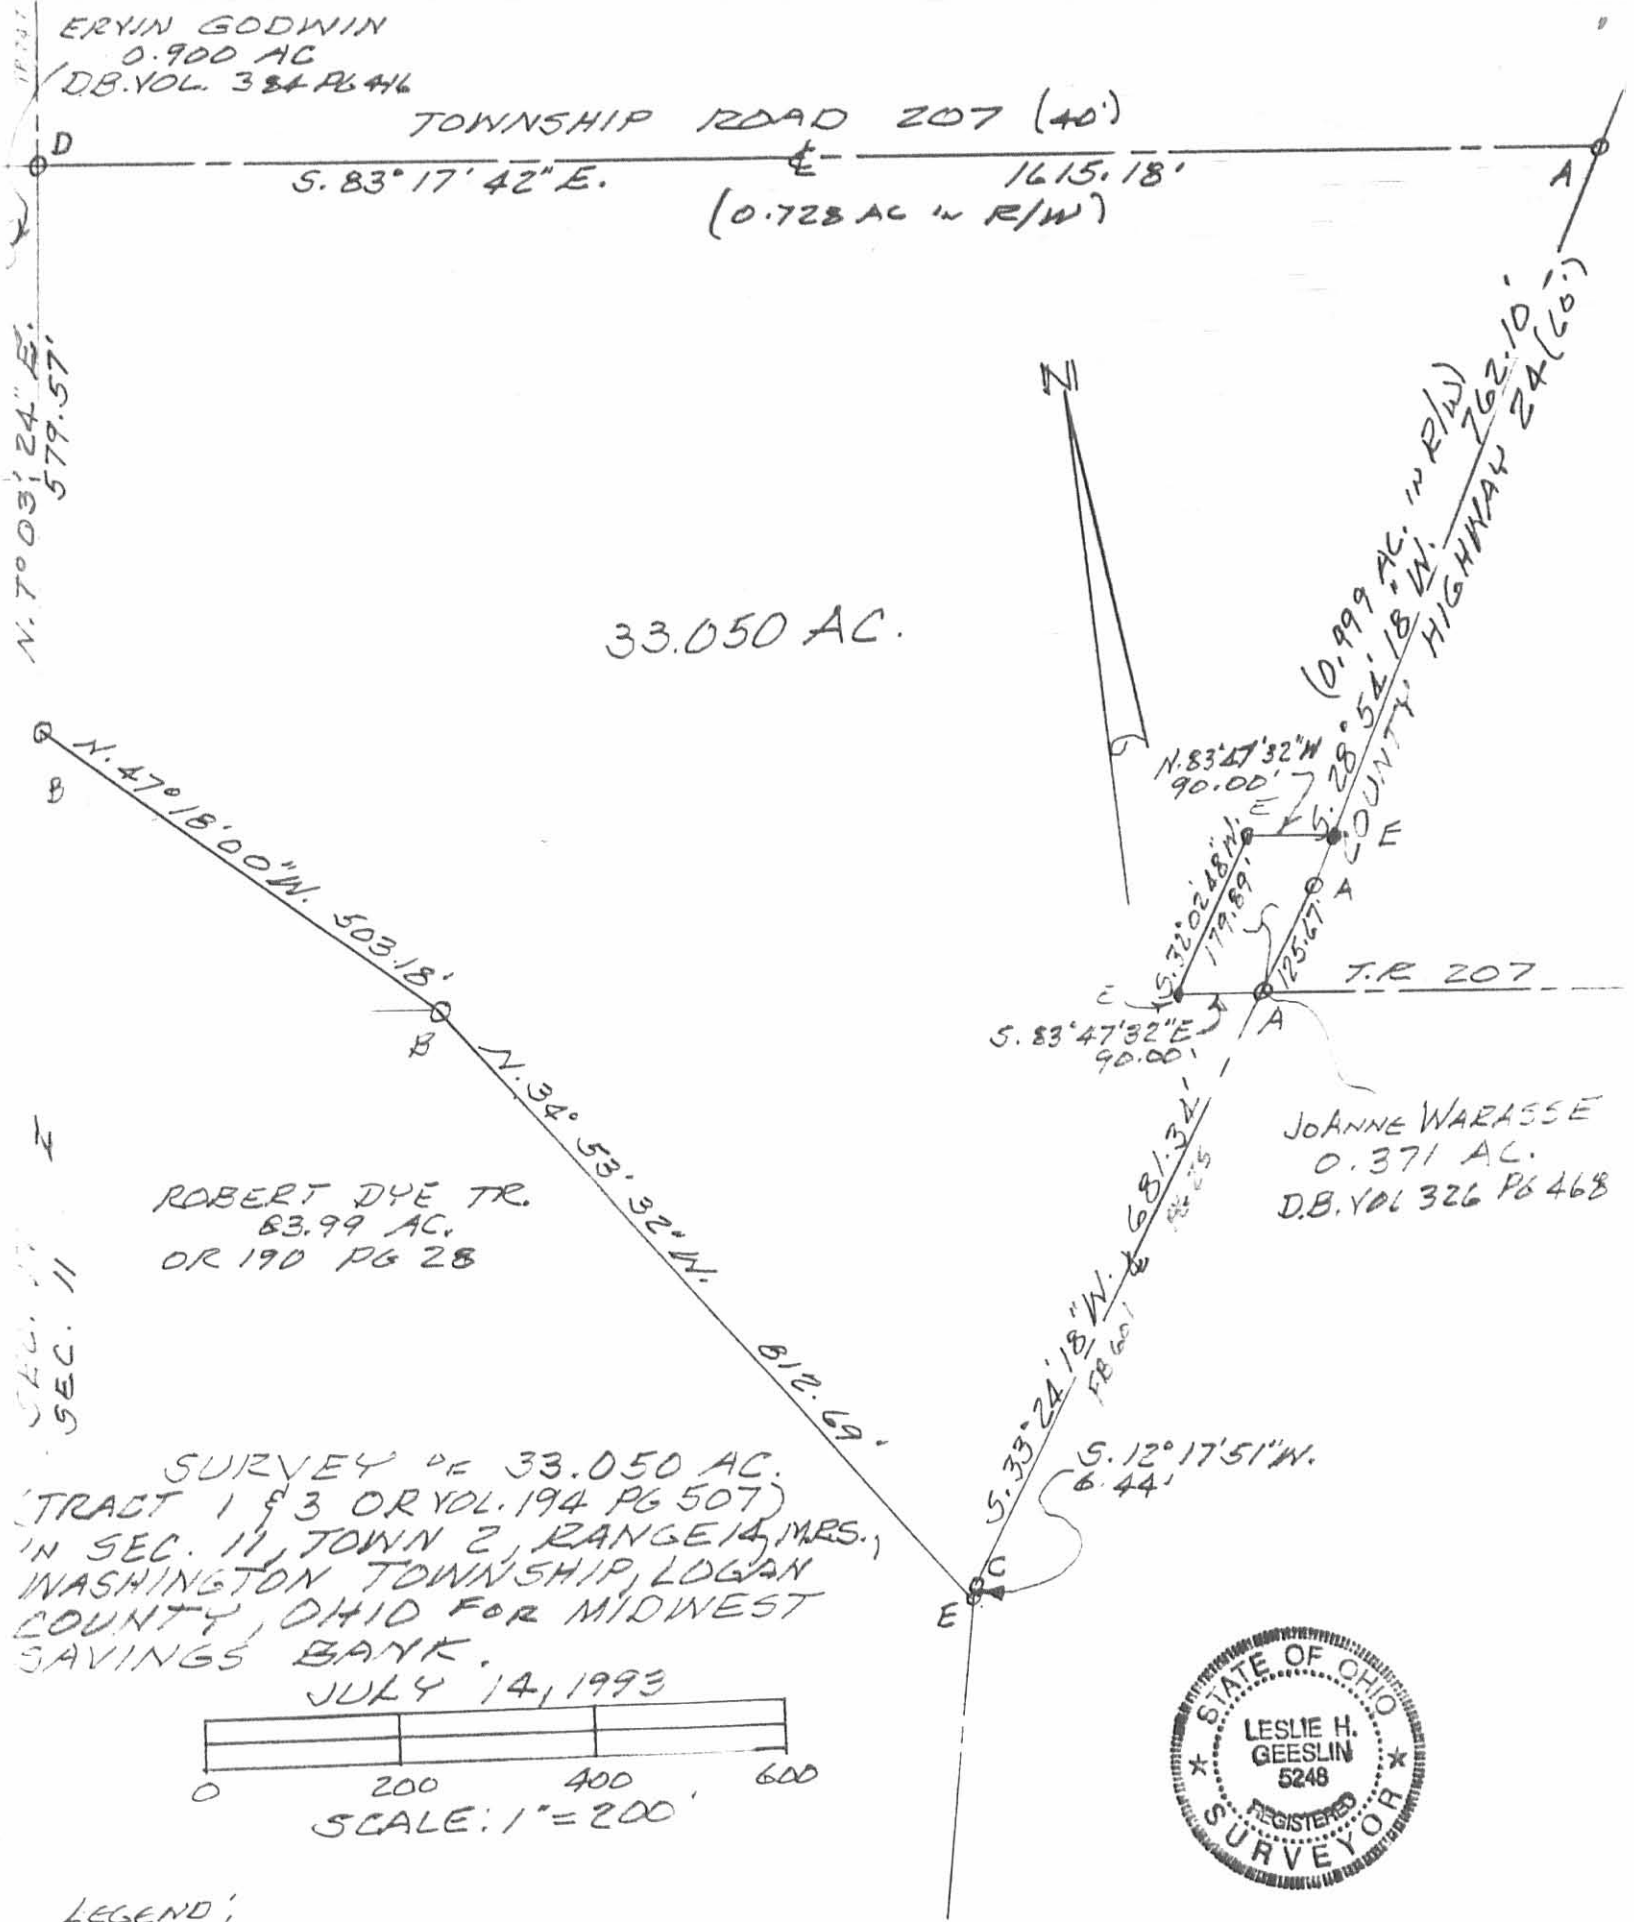 ERVIN GODWIN
0.900 AC
D.B. VOL. 384 PG 416
TOWNSHIP ROAD 207 (40')
D
A
S. 83° 17' 42" E.
1615.18'
(0.728 AC IN R/W)
N. 7° 03' 24" E.
579.57'
N
(0.999 AC. IN R/W)
S. 28° 54' 18" W. 762.10'
COUNTY HIGHWAY 24 (60')
33.050 AC.
N. 83°47'32" W
90.00'
E
E
A
B
N. 47° 18' 00" W. 503.18'
S. 32° 02' 48" W.
179.89'
125.67'
T.R. 207
E
A
S. 83°47'32" E
90.00'
B
N. 34° 53' 32" W. 812.69'
JOANNE WARASSE
0.371 AC.
D.B. VOL 326 PG 468
ROBERT DYE TR.
83.99 AC.
OR 190 PG 28
SEC. 11
S. 33° 24' 18" W. 681.34'
FB 601
S. 12° 17' 51" W.
6.44'
C
E
SURVEY OF 33.050 AC.
(TRACT 1 & 3 OR VOL. 194 PG 507)
IN SEC. 11, TOWN 2, RANGE 14, MRS.,
WASHINGTON TOWNSHIP, LOGAN
COUNTY, OHIO FOR MIDWEST
SAVINGS BANK.
JULY 14, 1993
0 200 400 600
SCALE: 1" = 200'
STATE OF OHIO
LESLIE H.
GEESLIN
5248
REGISTERED
SURVEYOR
LEGEND: